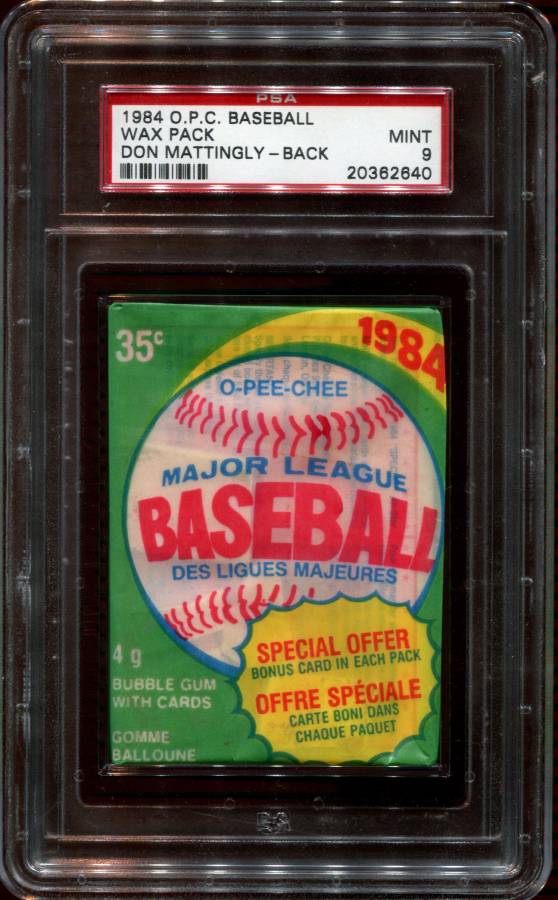 PSA
1984 O.P.C. BASEBALL
WAX PACK MINT
DON MATTINGLY-BACK 9
20362640
35¢
1984
O-PEE-CHEE
MAJOR LEAGUE
BASEBALL
DES LIGUES MAJEURES
SPECIAL OFFER
BONUS CARD IN EACH PACK
OFFRE SPÉCIALE
CARTE BONI DANS
CHAQUE PAQUET
4 g
BUBBLE GUM
WITH CARDS
GOMME
BALLOUNE
PSA